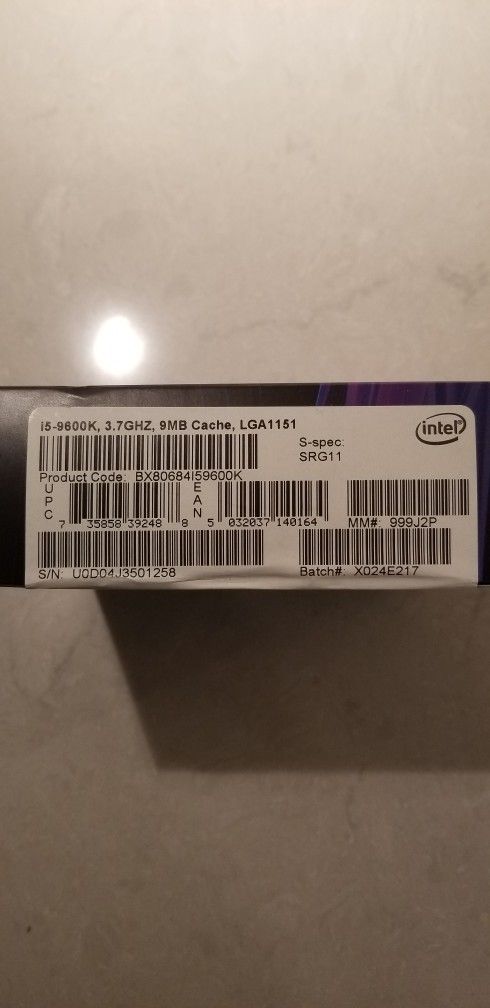 i5-9600K, 3.7GHZ, 9MB Cache, LGA1151
intel®
S-spec:
SRG11
Product Code: BX80684I59600K
UPC
7 35858 39248 8
EAN
5 032037 140164
MM#: 999J2P
S/N: U0D04J3501258
Batch#: X024E217